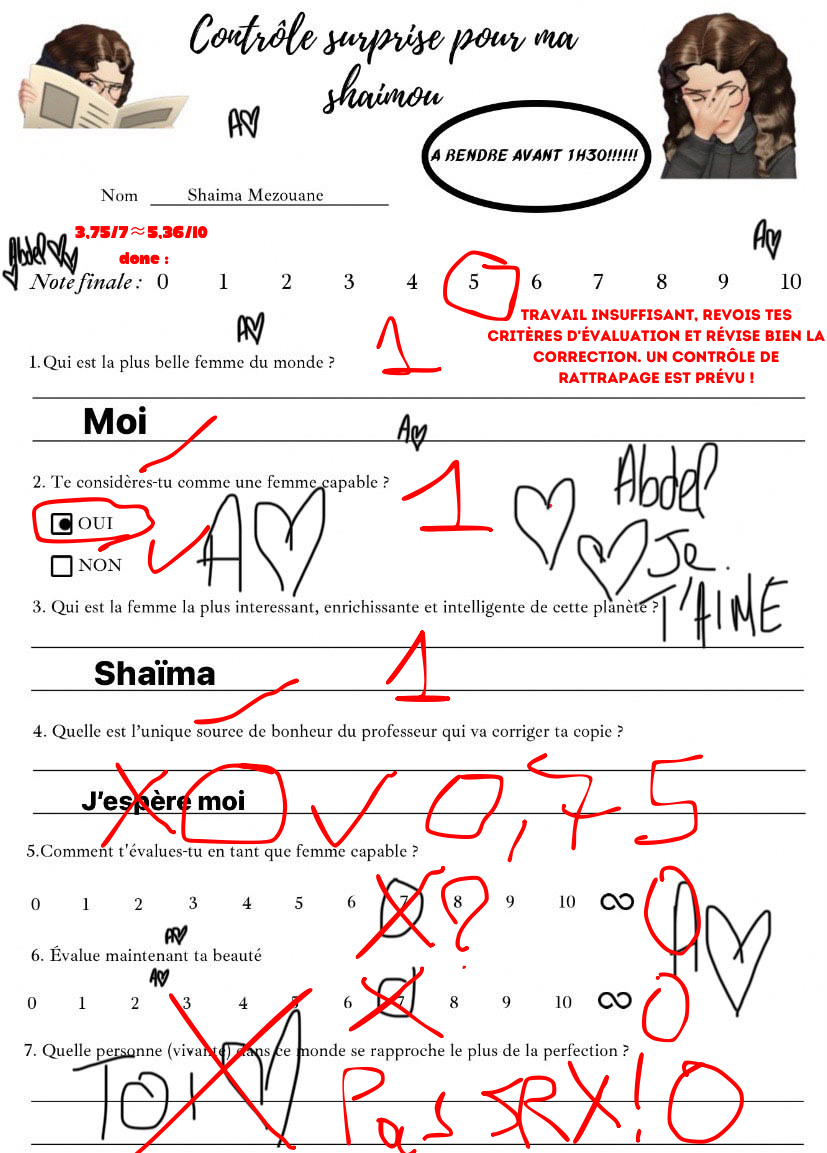 Contrôle surprise pour ma
shaimou
A♡
A RENDRE AVANT 1H30!!!!!!
Nom Shaima Mezouane
A♡
Abdel ♡♡
3,75/7≈5,36/10
donc :
Note finale : 0 1 2 3 4 5 6 7 8 9 10
TRAVAIL INSUFFISANT, REVOIS TES
CRITÈRES D'ÉVALUATION ET RÉVISE BIEN LA
CORRECTION. UN CONTRÔLE DE
RATTRAPAGE EST PRÉVU !
A♡
1
1.Qui est la plus belle femme du monde ?
Moi
A♡
2. Te considères-tu comme une femme capable ?
1
OUI
NON
A♡
Abdel
Je
T'AIME
3. Qui est la femme la plus interessant, enrichissante et intelligente de cette planète ?
Shaïma
1
4. Quelle est l'unique source de bonheur du professeur qui va corriger ta copie ?
J'espère moi
0,75
5.Comment t'évalues-tu en tant que femme capable ?
0 1 2 3 4 5 6 7 8 9 10 ∞
?
0
A♡
A♡
6. Évalue maintenant ta beauté
A♡
0 1 2 3 4 5 6 7 8 9 10 ∞
0
7. Quelle personne (vivante) dans ce monde se rapproche le plus de la perfection ?
Toi ♡
Pas SRX! 0